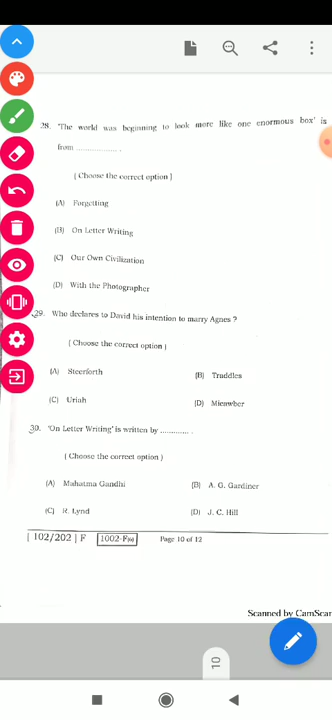 28. 'The world was beginning to look more like one enormous box' is
from ....................
[ Choose the correct option ]
(A) Forgetting
(B) On Letter Writing
(C) Our Own Civilization
(D) With the Photographer
29. Who declares to David his intention to marry Agnes ?
[ Choose the correct option ]
(A) Steerforth
(B) Traddles
(C) Uriah
(D) Micawber
30. 'On Letter Writing' is written by .............
[ Choose the correct option ]
(A) Mahatma Gandhi
(B) A. G. Gardiner
(C) R. Lynd
(D) J. C. Hill
[ 102/202 ] F
Page 10 of 12
Scanned by CamScan
10